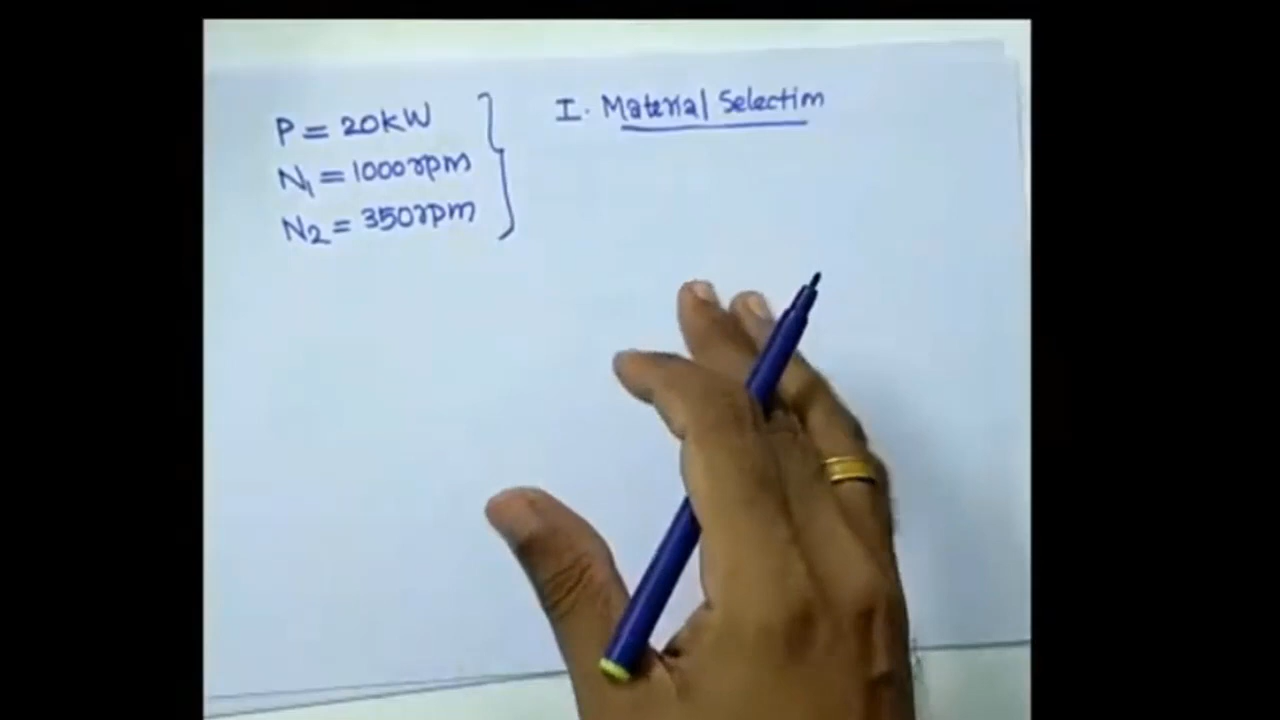 P = 20kW
N1 = 1000rpm
N2 = 350rpm
I. Material Selection